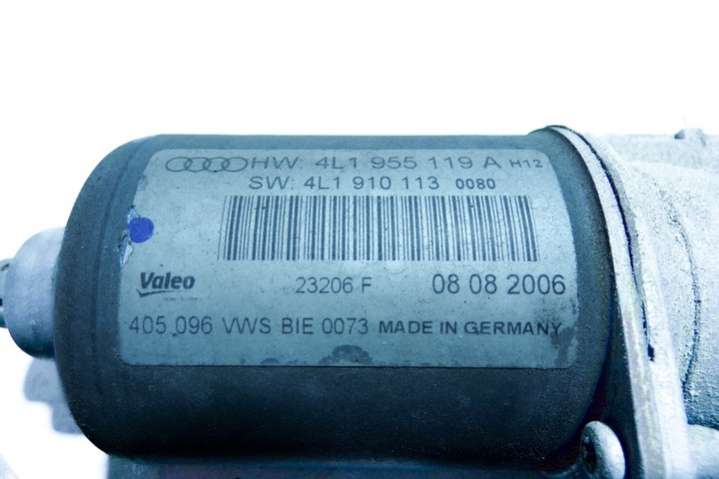 HW: 4L1 955 119 A H12
SW: 4L1 910 113 0080
Valeo 23206 F 08 08 2006
405 096 VWS BIE 0073 MADE IN GERMANY